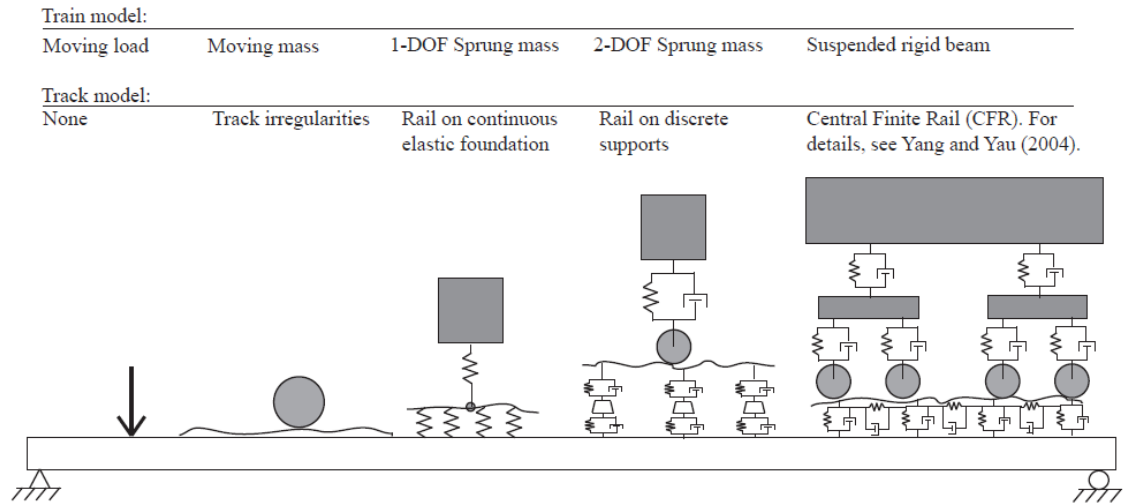 Train model:
Moving load Moving mass 1-DOF Sprung mass 2-DOF Sprung mass Suspended rigid beam
Track model:
None Track irregularities Rail on continuous Rail on discrete Central Finite Rail (CFR). For
elastic foundation supports details, see Yang and Yau (2004).